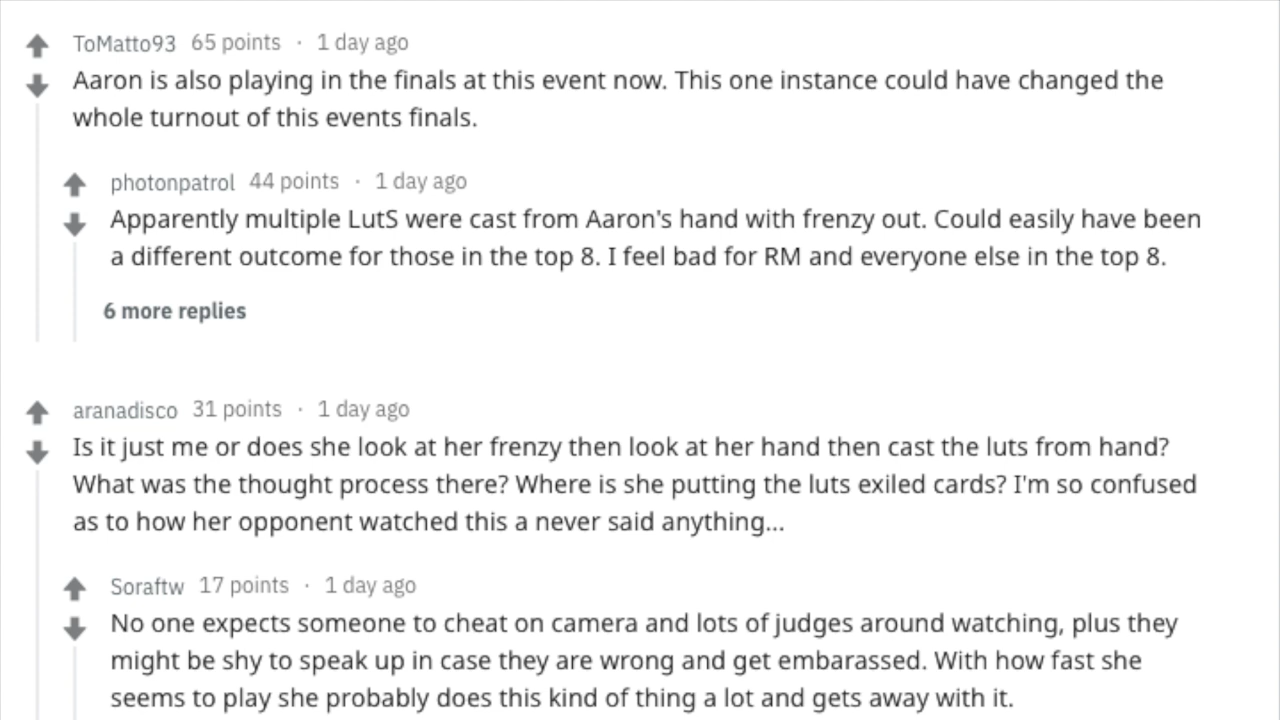 ToMatto93 65 points · 1 day ago
Aaron is also playing in the finals at this event now. This one instance could have changed the
whole turnout of this events finals.
photonpatrol 44 points · 1 day ago
Apparently multiple LutS were cast from Aaron's hand with frenzy out. Could easily have been
a different outcome for those in the top 8. I feel bad for RM and everyone else in the top 8.
6 more replies
aranadisco 31 points · 1 day ago
Is it just me or does she look at her frenzy then look at her hand then cast the luts from hand?
What was the thought process there? Where is she putting the luts exiled cards? I'm so confused
as to how her opponent watched this a never said anything...
Soraftw 17 points · 1 day ago
No one expects someone to cheat on camera and lots of judges around watching, plus they
might be shy to speak up in case they are wrong and get embarassed. With how fast she
seems to play she probably does this kind of thing a lot and gets away with it.